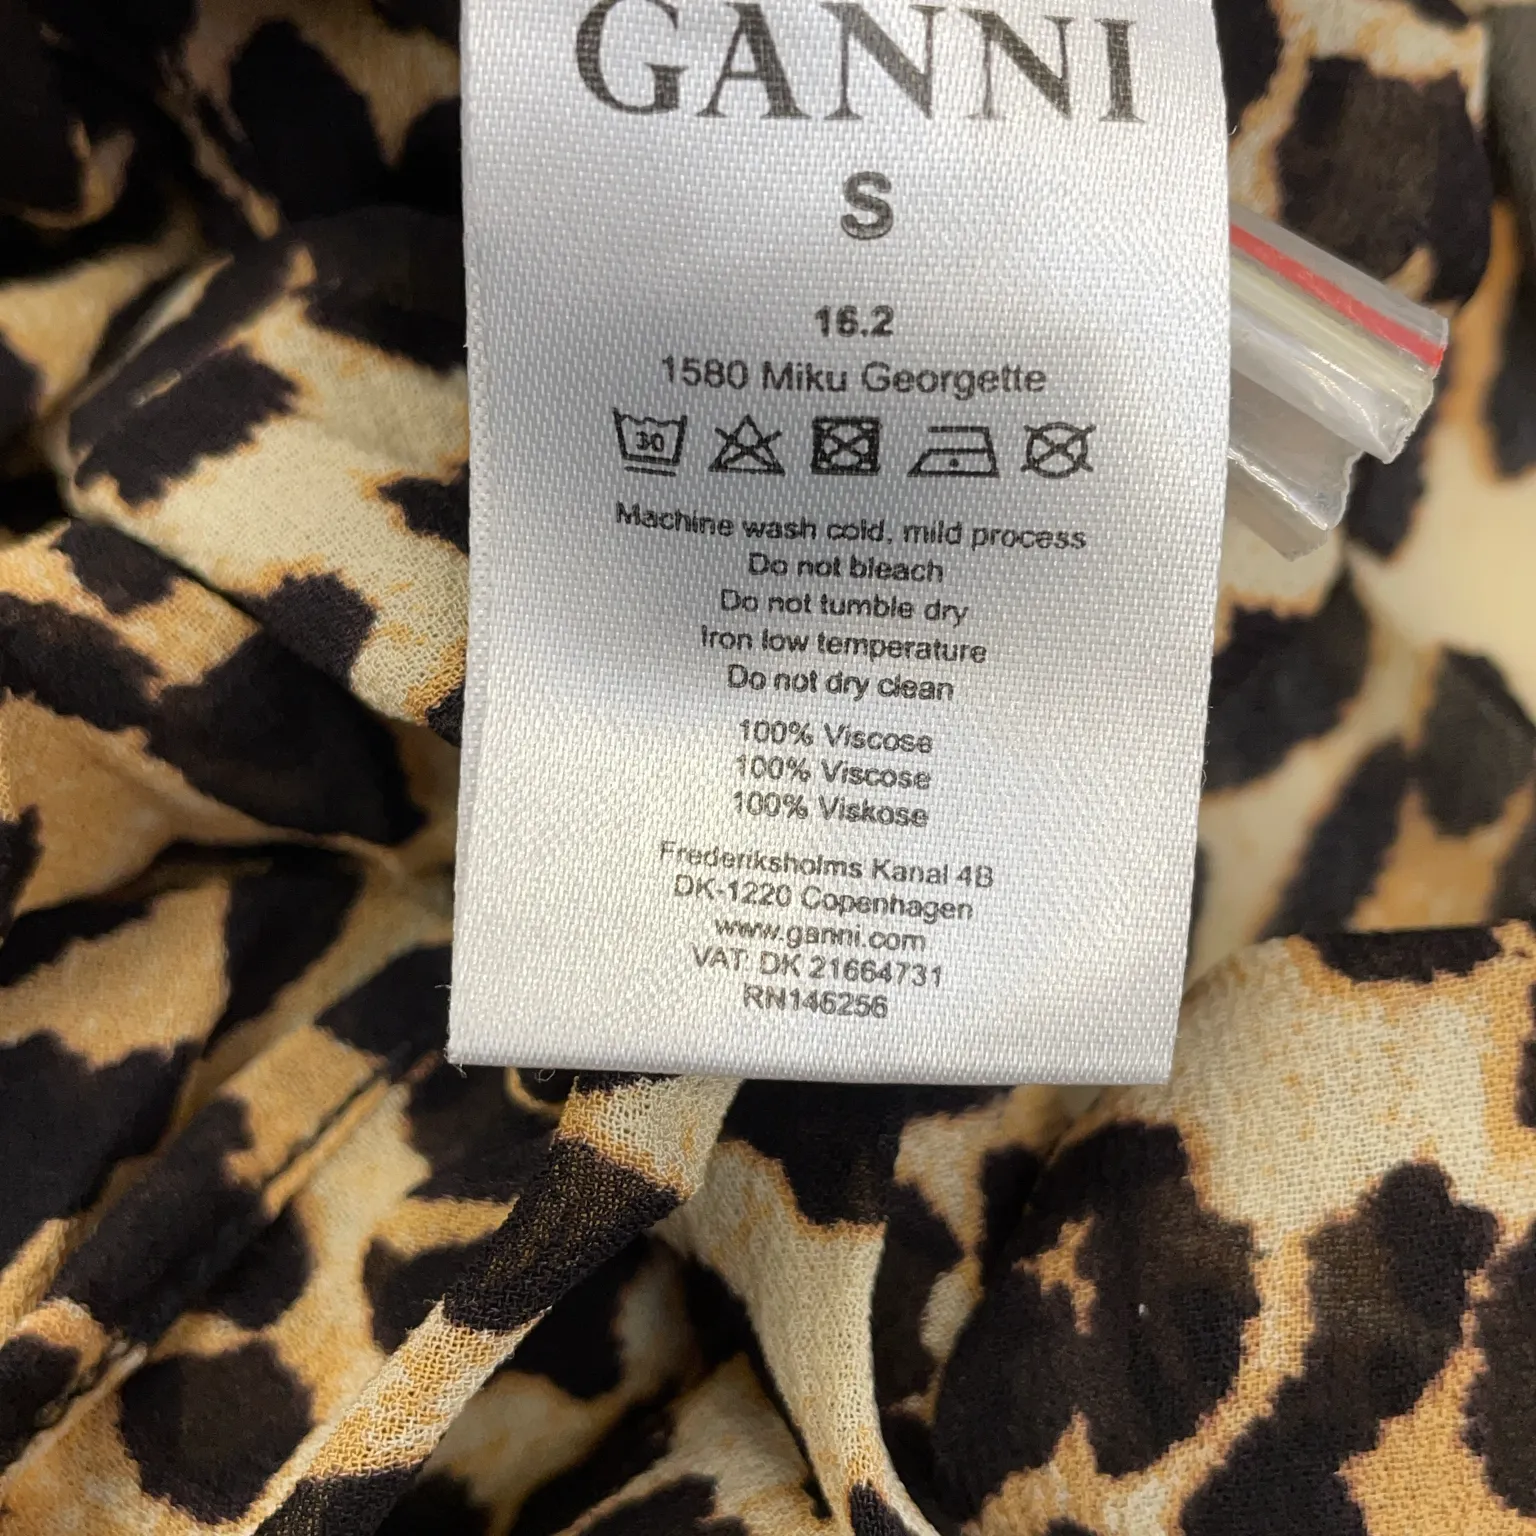 GANNI
S
16.2
1580 Miku Georgette
30
Machine wash cold, mild process
Do not bleach
Do not tumble dry
Iron low temperature
Do not dry clean
100% Viscose
100% Viscose
100% Viskose
Frederiksholms Kanal 4B
DK-1220 Copenhagen
www.ganni.com
VAT: DK 21664731
RN146256